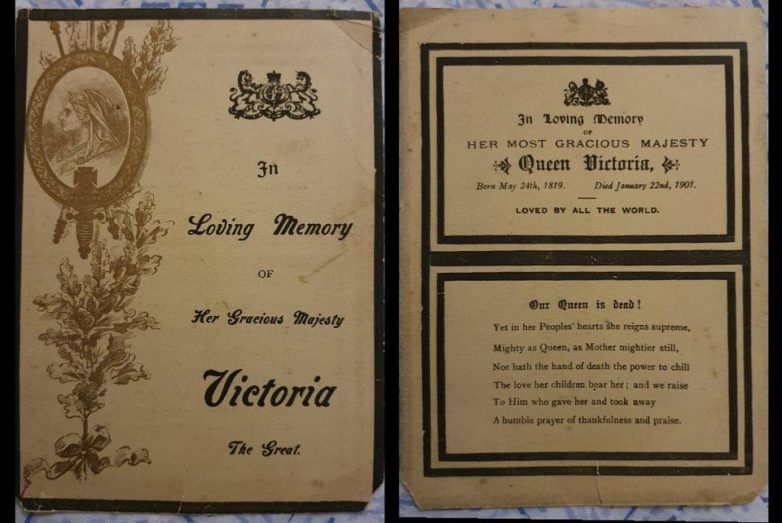 In
Loving Memory
OF
Her Gracious Majesty
Victoria
The Great.
In Loving Memory
OF
HER MOST GRACIOUS MAJESTY
Queen Victoria,
Born May 24th, 1819. Died January 22nd, 1901.
LOVED BY ALL THE WORLD.
Our Queen is dead!
Yet in her Peoples' hearts she reigns supreme,
Mighty as Queen, as Mother mightier still,
Nor hath the hand of death the power to chill
The love her children bear her; and we raise
To Him who gave her and took away
A humble prayer of thankfulness and praise.